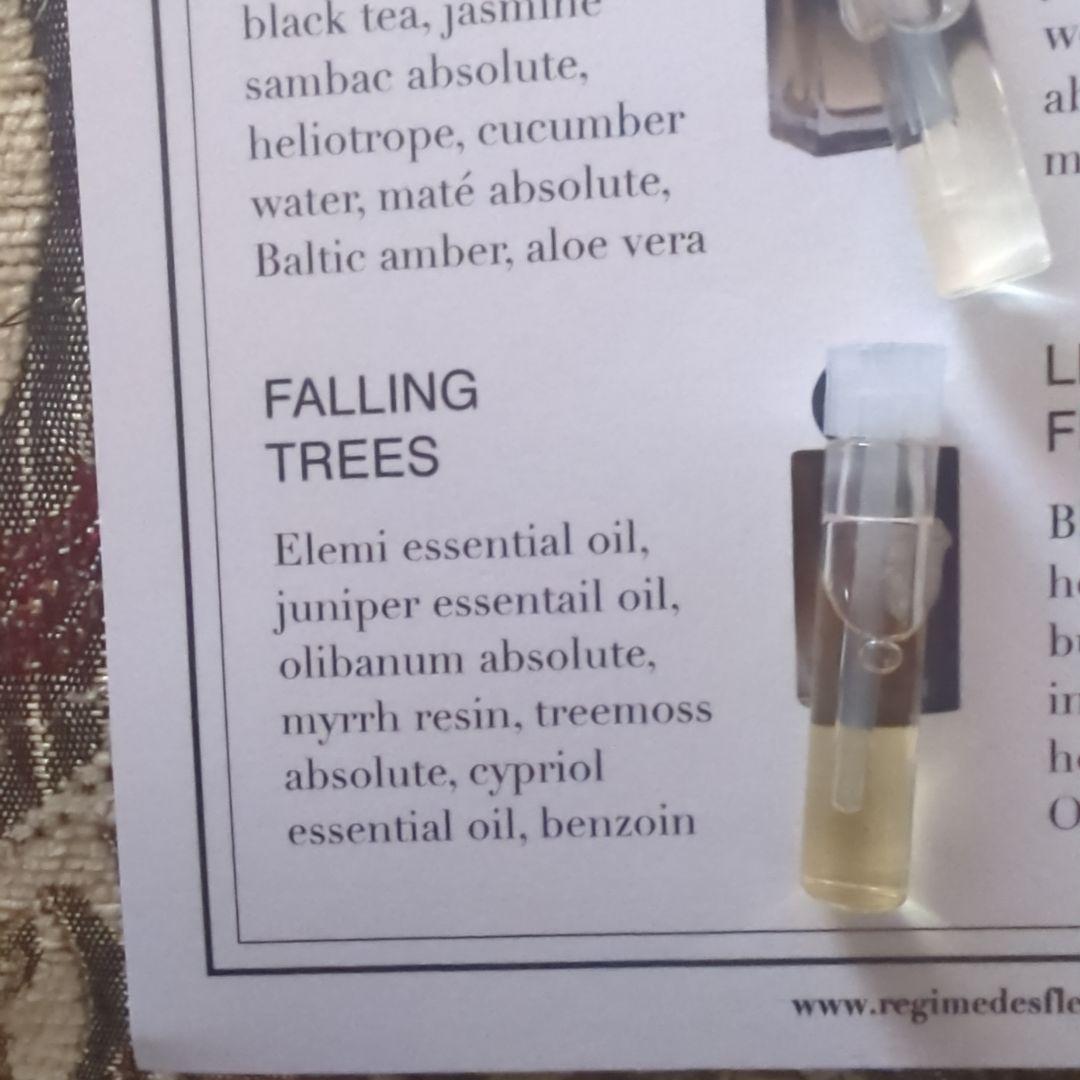 black tea, jasmine
sambac absolute,
heliotrope, cucumber
water, maté absolute,
Baltic amber, aloe vera
FALLING
TREES
Elemi essential oil,
juniper essentail oil,
olibanum absolute,
myrrh resin, treemoss
absolute, cypriol
essential oil, benzoin
www.regimedesfle